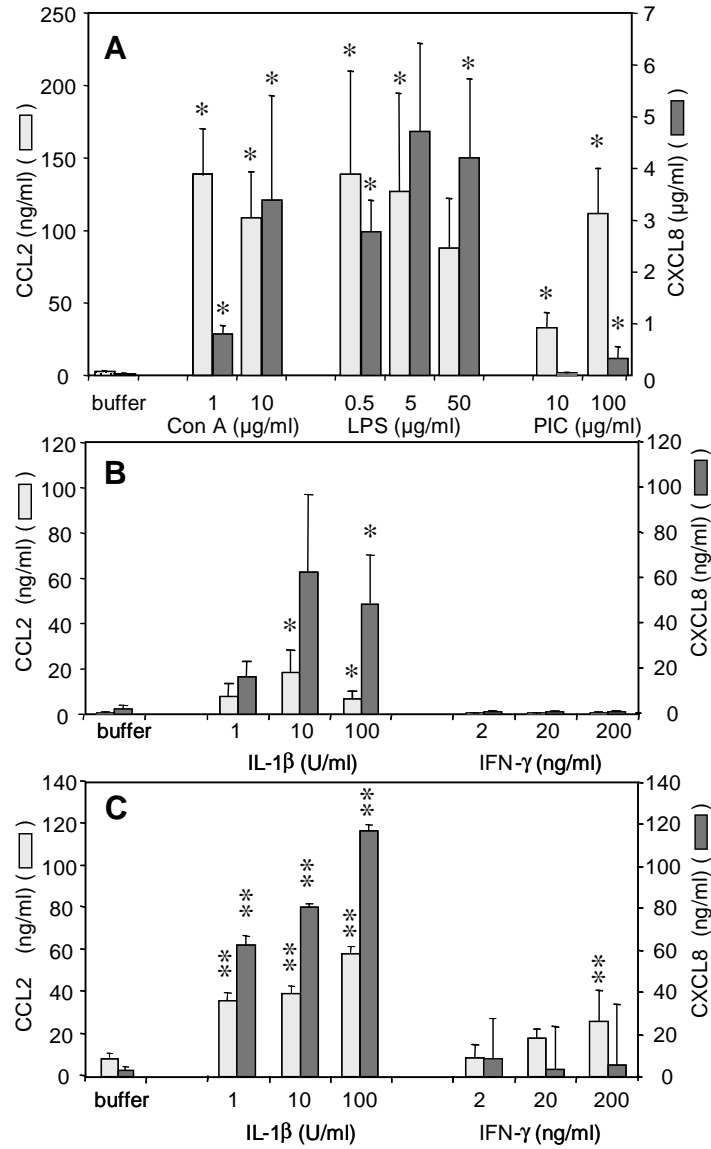 A
250
200
150
100
50
0
CCL2 (ng/ml) ( )
7
6
5
4
3
2
1
0
CXCL8 (µg/ml) ( )
* * * * * * * * * * *
buffer 1 10 0.5 5 50 10 100
Con A (µg/ml) LPS (µg/ml) PIC (µg/ml)
B
120
100
80
60
40
20
0
CCL2 (ng/ml) ( )
120
100
80
60
40
20
0
CXCL8 (ng/ml) ( )
* * *
buffer 1 10 100 2 20 200
IL-1β (U/ml) IFN-γ (ng/ml)
C
140
120
100
80
60
40
20
0
CCL2 (ng/ml) ( )
140
120
100
80
60
40
20
0
CXCL8 (ng/ml) ( )
** ** ** ** ** ** **
buffer 1 10 100 2 20 200
IL-1β (U/ml) IFN-γ (ng/ml)